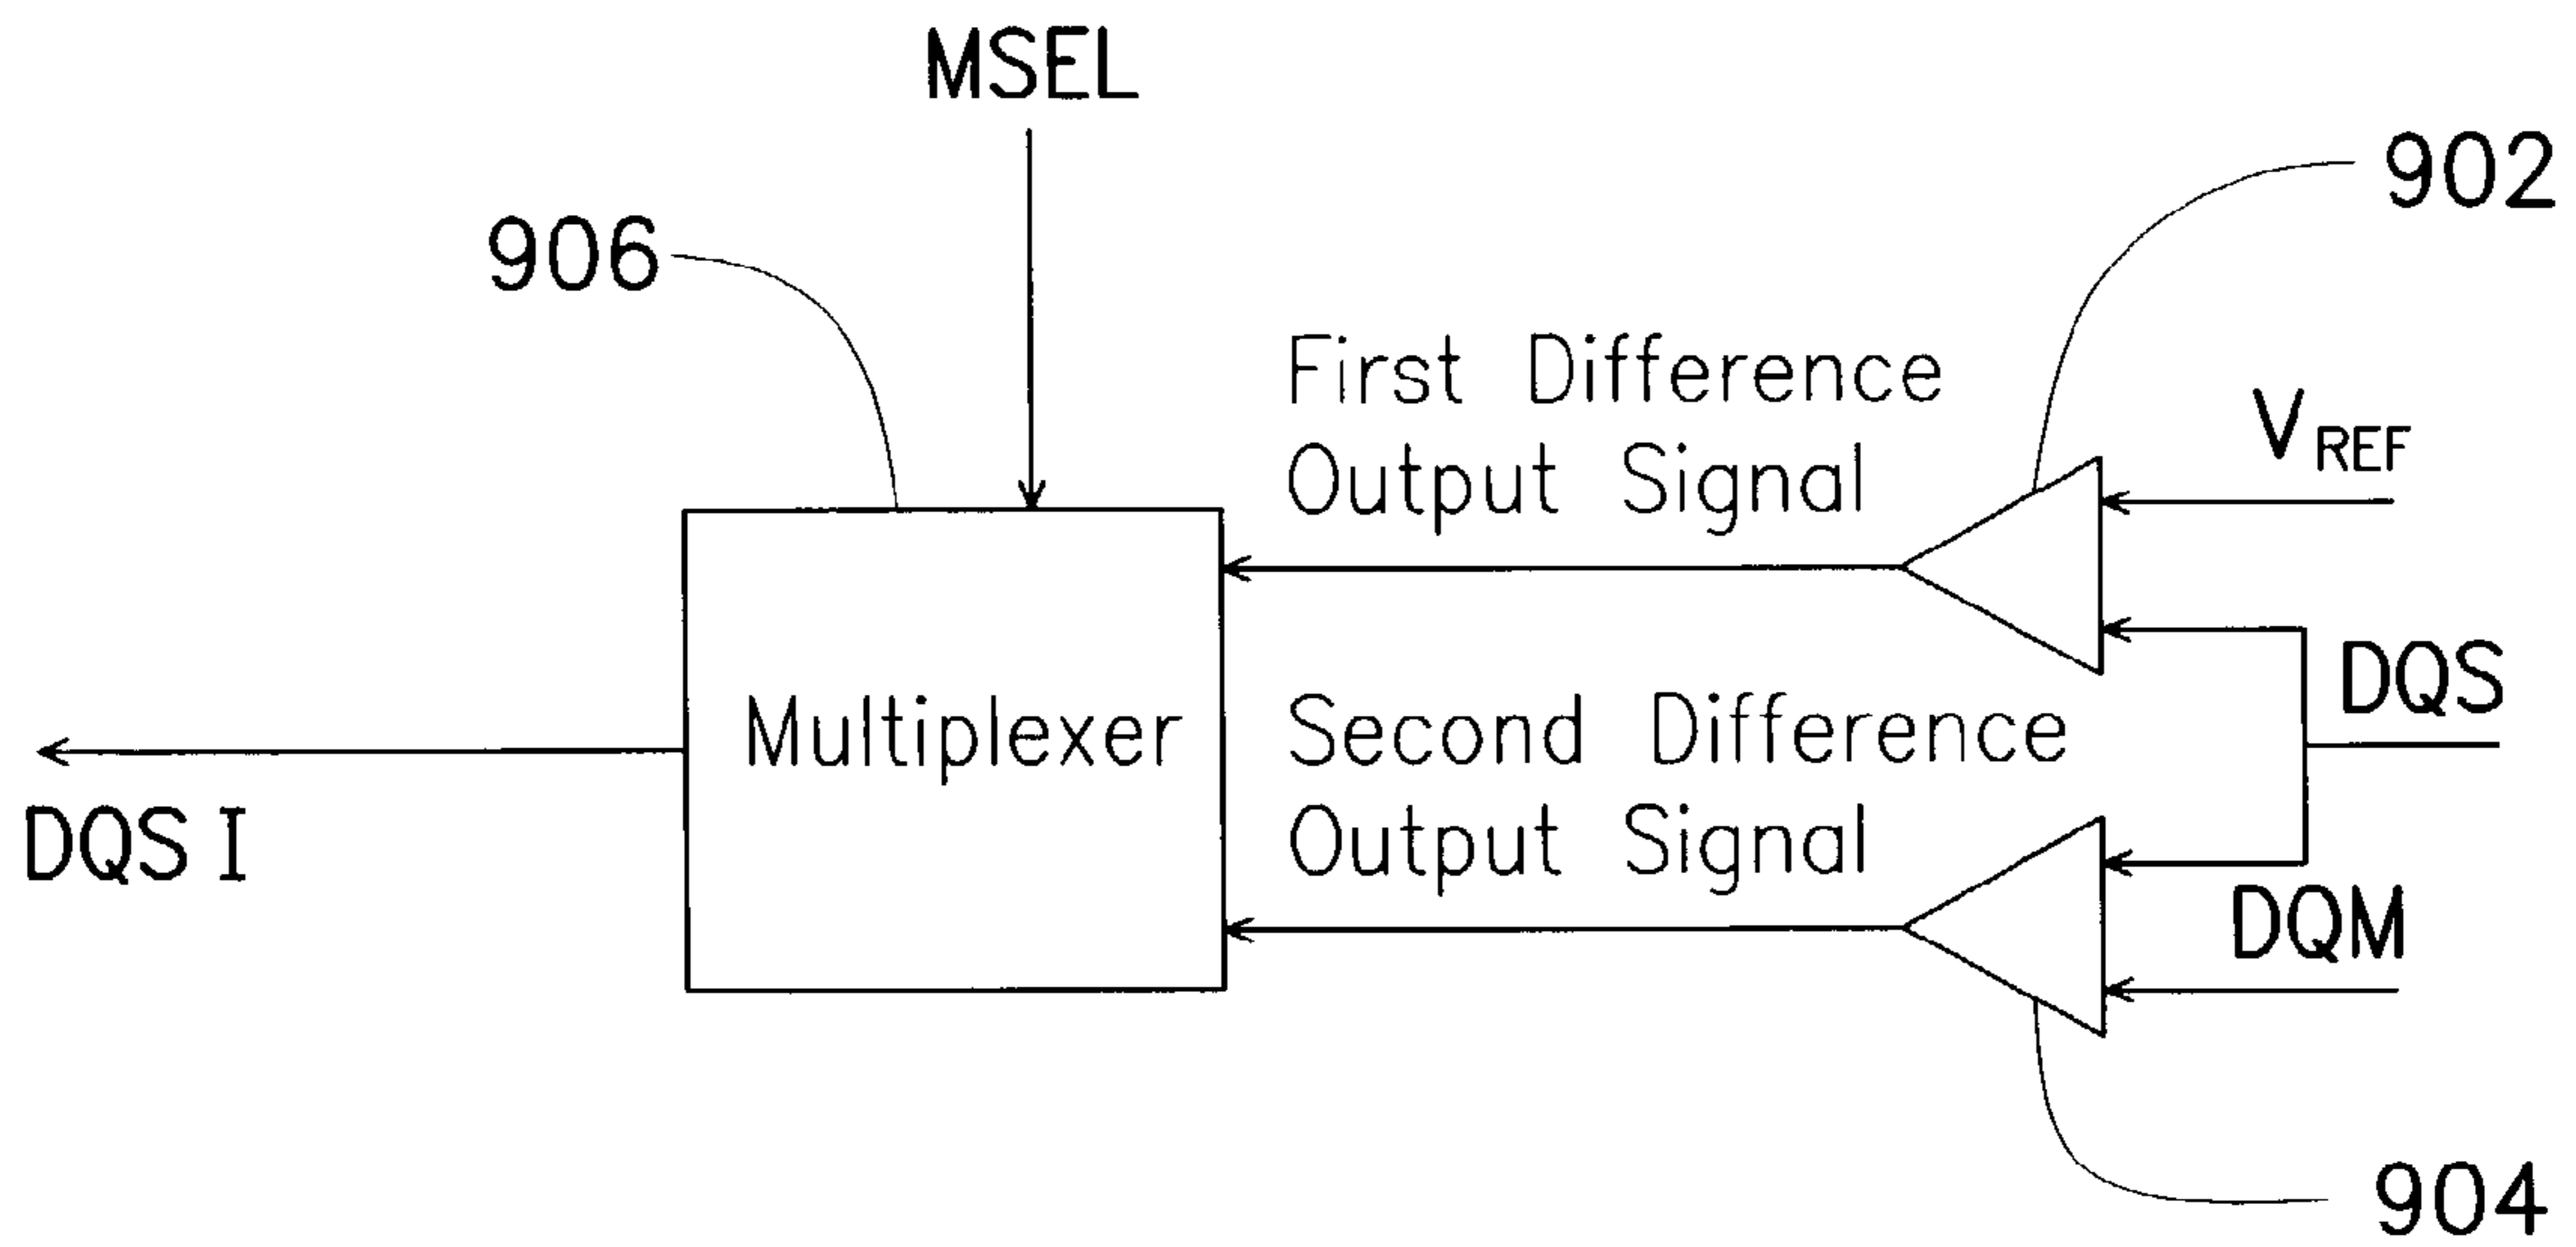 MSEL
902
906
First Difference
Output Signal
VREF
DQS
Multiplexer
Second Difference
Output Signal
DQS I
DQM
904